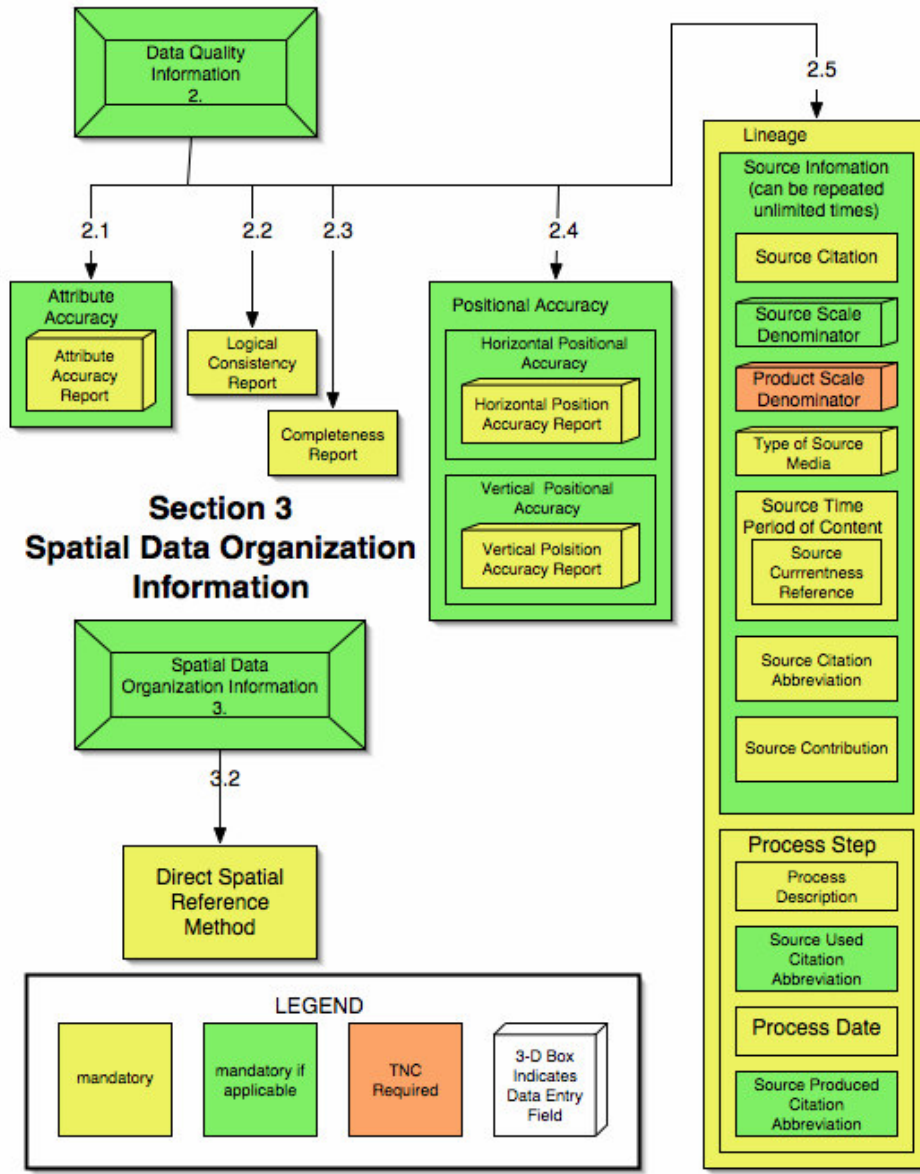 Data Quality
Information
2.
2.5
2.1
2.2
2.3
2.4
Attribute
Accuracy
Attribute
Accuracy
Report
Logical
Consistency
Report
Completeness
Report
Positional Accuracy
Horizontal Positional
Accuracy
Horizontal Position
Accuracy Report
Vertical Positional
Accuracy
Vertical Polsition
Accuracy Report
Lineage
Source Infomation
(can be repeated
unlimited times)
Source Citation
Source Scale
Denominator
Product Scale
Denominator
Type of Source
Media
Source Time
Period of Content
Source
Currrentness
Reference
Source Citation
Abbreviation
Source Contribution
Process Step
Process
Description
Source Used
Citation
Abbreviation
Process Date
Source Produced
Citation
Abbreviation
Section 3
Spatial Data Organization
Information
Spatial Data
Organization Information
3.
3.2
Direct Spatial
Reference
Method
LEGEND
mandatory
mandatory if
applicable
TNC
Required
3-D Box
Indicates
Data Entry
Field